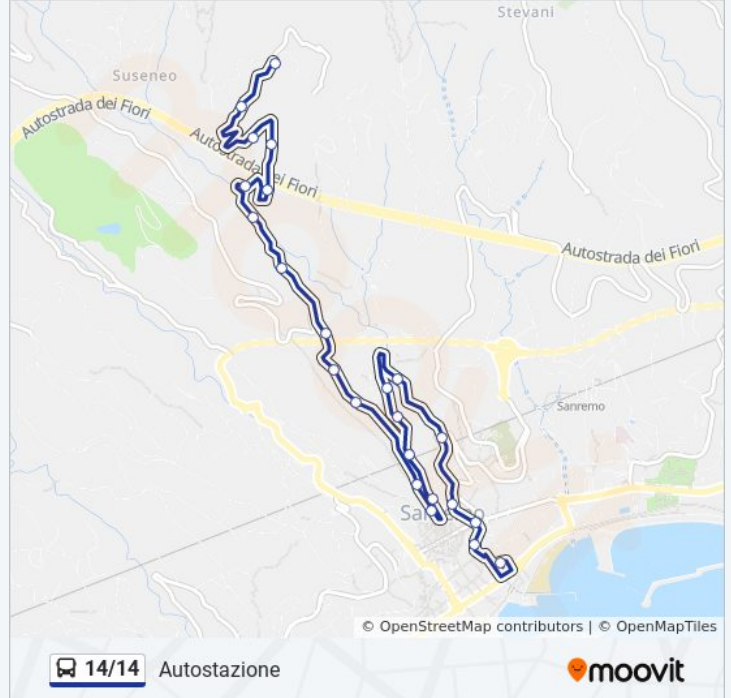 Stevani
Suseneo
Autostrada dei Fiori
Autostrada dei Fiori
Autostrada dei Fiori
Sanremo
© OpenStreetMap contributors | © OpenMapTiles
14/14 Autostazione
moovit